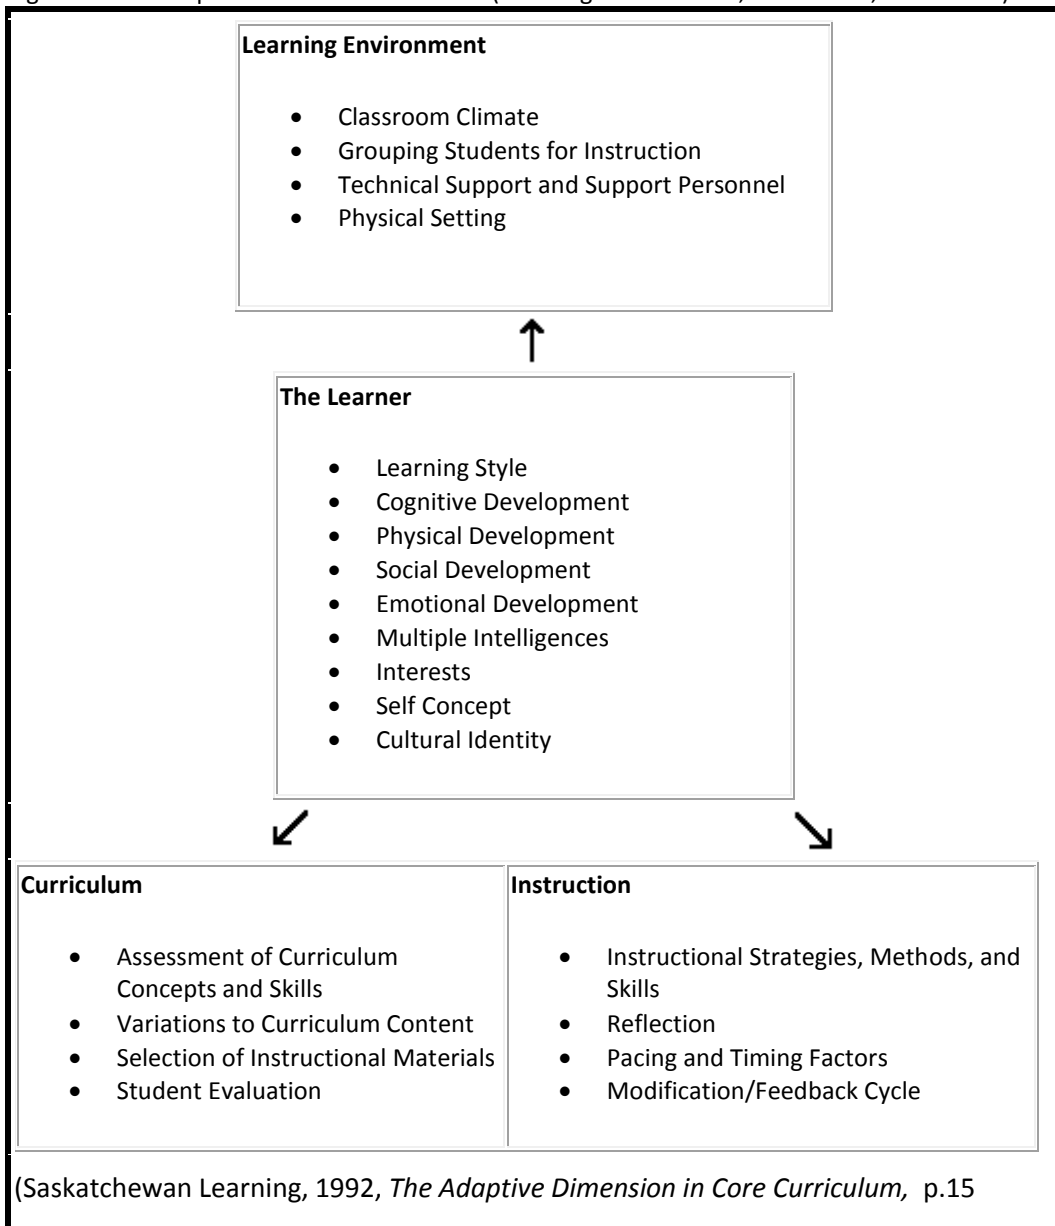 Learning Environment
• Classroom Climate
• Grouping Students for Instruction
• Technical Support and Support Personnel
• Physical Setting
The Learner
• Learning Style
• Cognitive Development
• Physical Development
• Social Development
• Emotional Development
• Multiple Intelligences
• Interests
• Self Concept
• Cultural Identity
Curriculum
• Assessment of Curriculum
Concepts and Skills
• Variations to Curriculum Content
• Selection of Instructional Materials
• Student Evaluation
Instruction
• Instructional Strategies, Methods, and
Skills
• Reflection
• Pacing and Timing Factors
• Modification/Feedback Cycle
(Saskatchewan Learning, 1992, The Adaptive Dimension in Core Curriculum, p.15